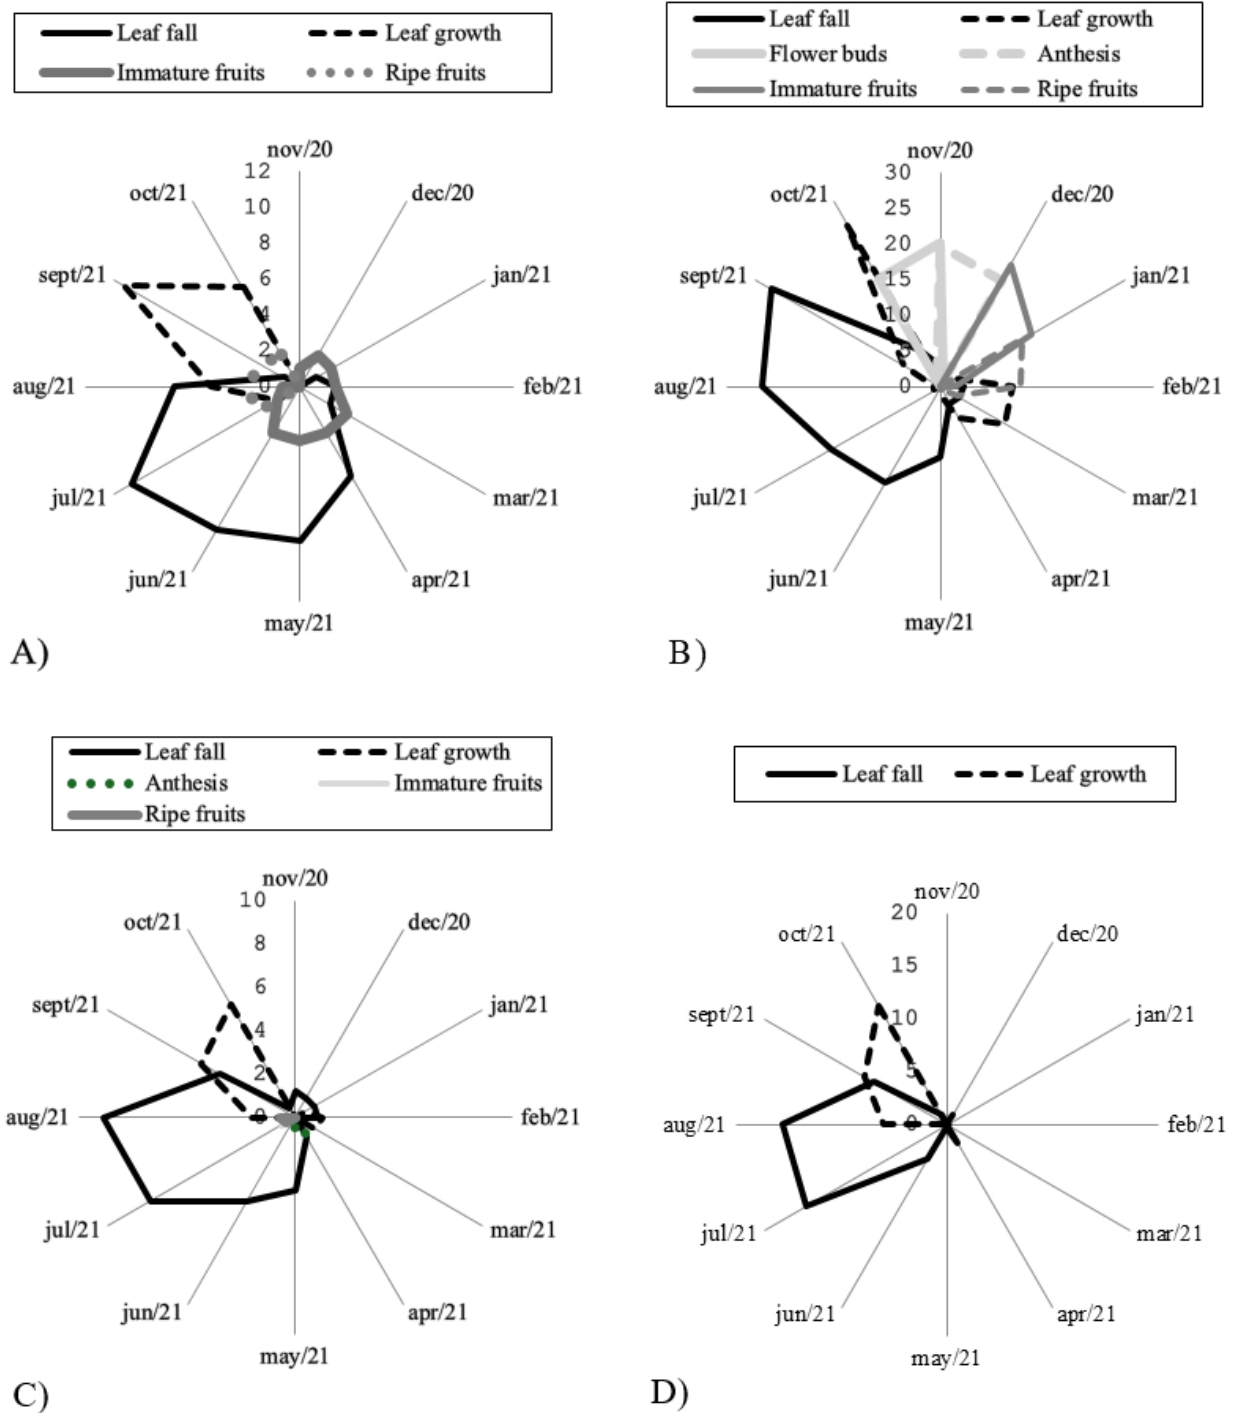 Leaf fall Leaf growth
Immature fruits Ripe fruits
nov/20
12
oct/21 dec/20
10
8
sept/21 jan/21
6
4
2
aug/21 0 feb/21
jul/21 mar/21
jun/21 apr/21
may/21
A)
Leaf fall Leaf growth
Flower buds Anthesis
Immature fruits Ripe fruits
nov/20
30
oct/21 dec/20
25
20
sept/21 jan/21
15
10
5
aug/21 0 feb/21
jul/21 mar/21
jun/21 apr/21
may/21
B)
Leaf fall Leaf growth
Anthesis Immature fruits
Ripe fruits
nov/20
10
oct/21 dec/20
8
6
sept/21 jan/21
4
2
aug/21 0 feb/21
jul/21 mar/21
jun/21 apr/21
may/21
C)
Leaf fall Leaf growth
nov/20
20
oct/21 dec/20
15
sept/21 10 jan/21
5
aug/21 0 feb/21
jul/21 mar/21
jun/21 apr/21
may/21
D)